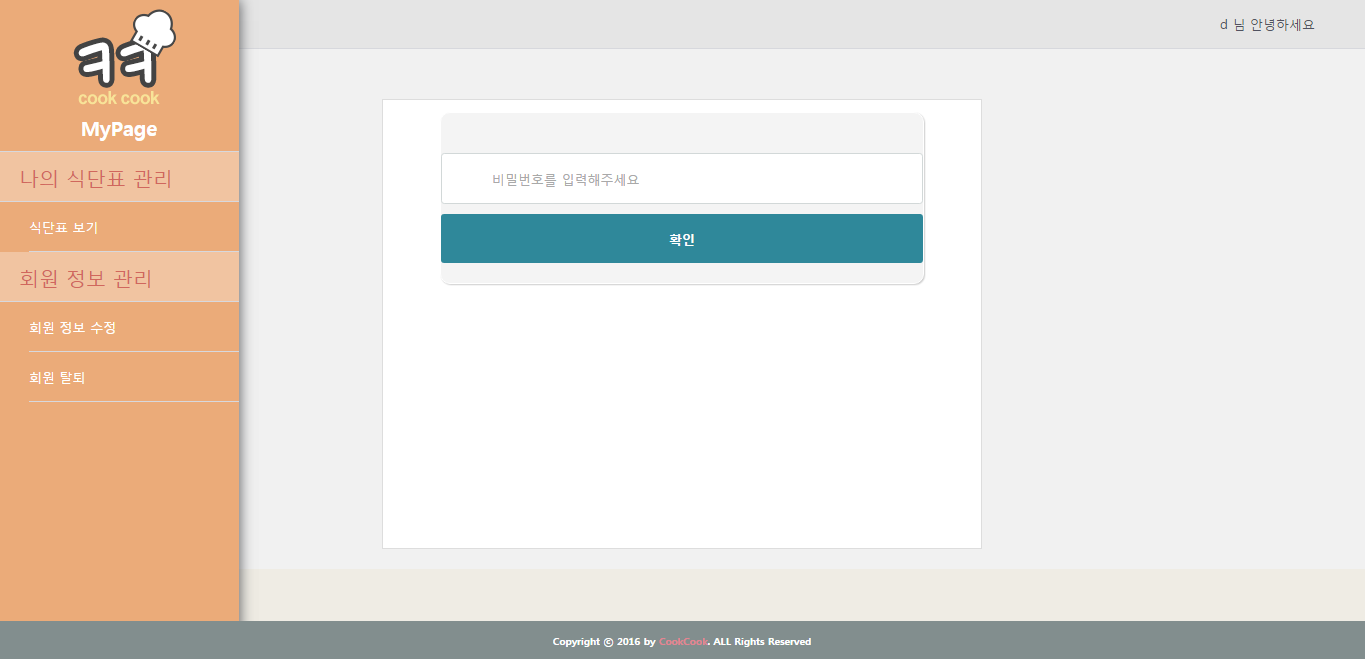 d 님 안녕하세요
쿡쿡
cook cook
MyPage
나의 식단표 관리
식단표 보기
회원 정보 관리
회원 정보 수정
회원 탈퇴
비밀번호를 입력해주세요
확인
Copyright © 2016 by CookCook. ALL Rights Reserved